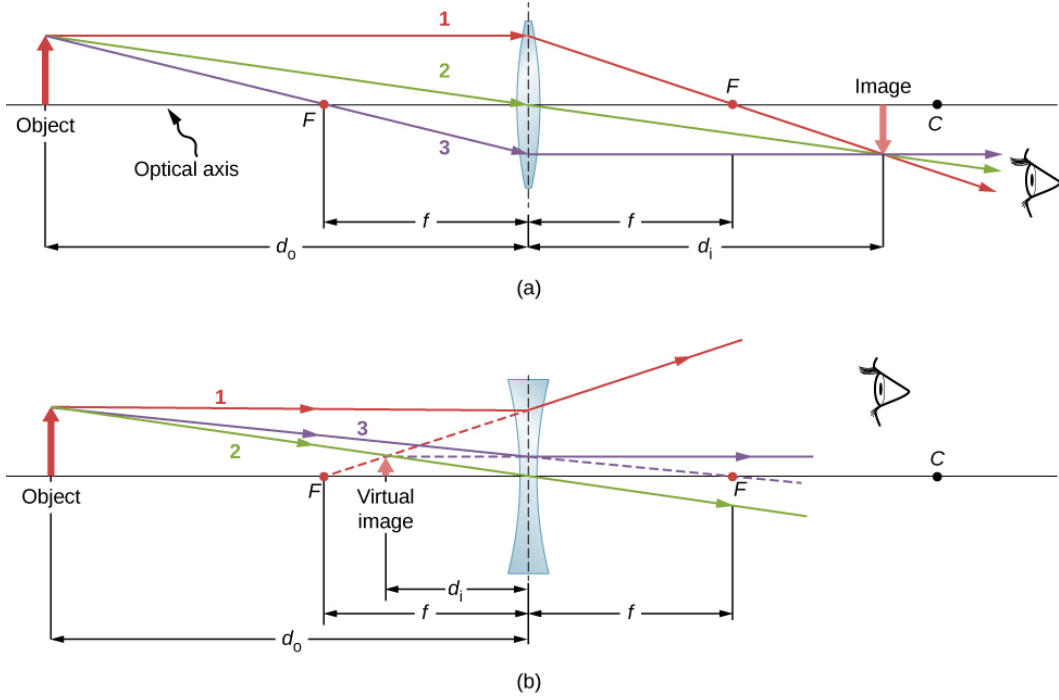 1
2
F
Image
Object
F
C
3
Optical axis
f
f
do
di
(a)
1
3
2
C
Object
F
Virtual
image
F
di
f
f
do
(b)